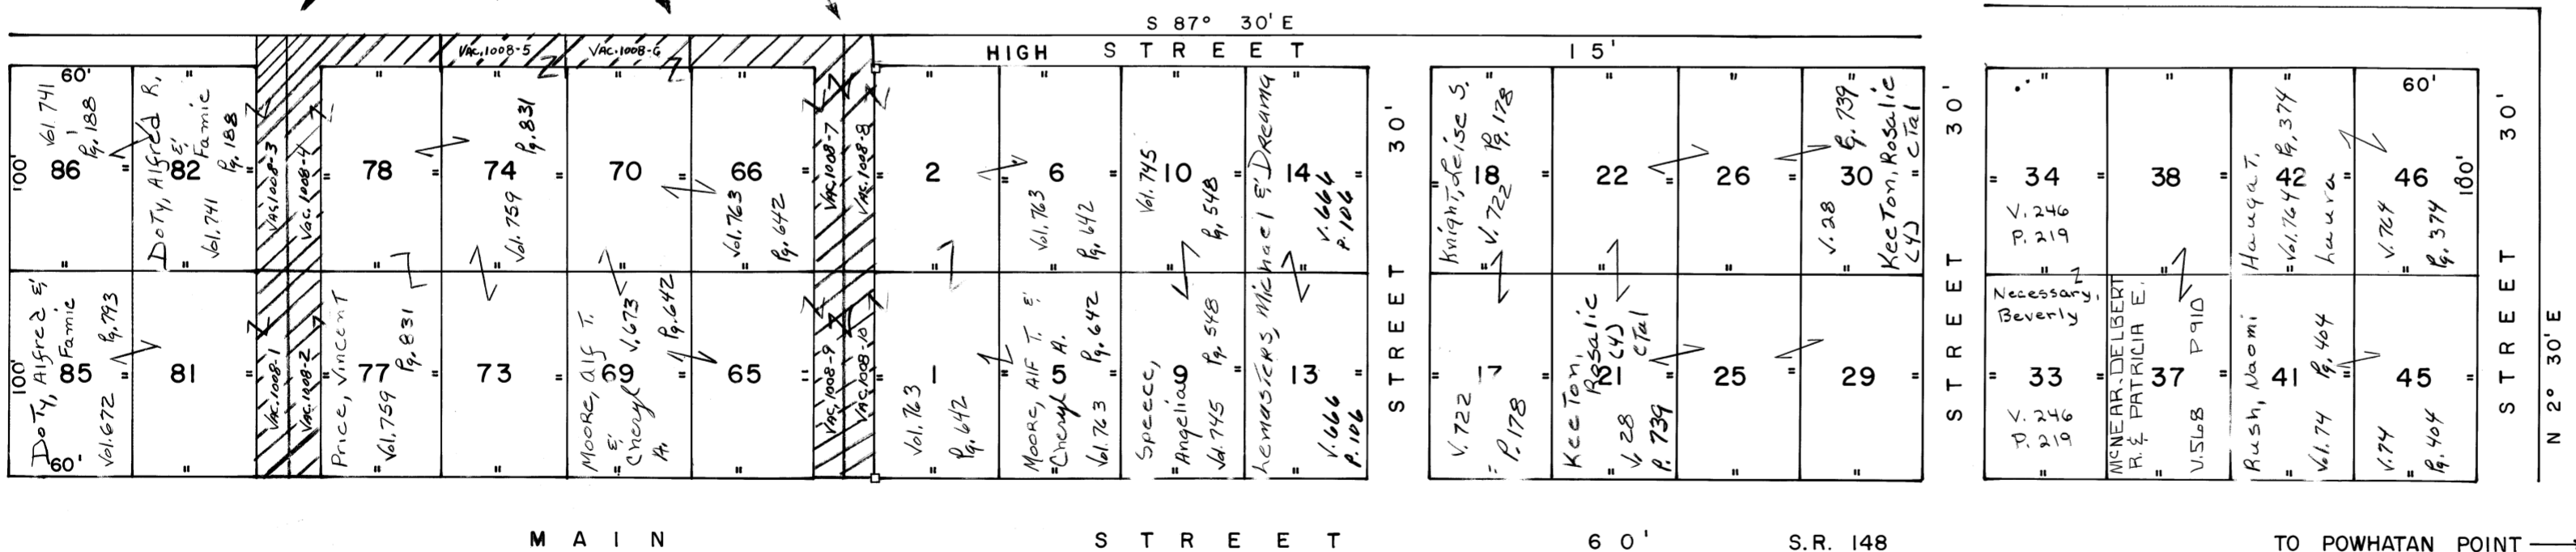 S 87° 30' E
VAC. 1008-5
VAC. 1008-6
HIGH STREET 15'
60'
Vol. 741
Pg. 188
100'
86
DOTY, Alfred R,
&
Famie
Pg. 188
82
Vol. 741
VAC. 1008-3
VAC. 1008-4
78
74
Pg. 831
Vol. 759
70
66
Vol. 763
Pg. 642
VAC. 1008-7
VAC. 1008-8
2
6
Vol. 763
Pg. 642
Vol. 745
10
Pg. 548
14
V. 666
P. 106
Lemasters, Michael & Dreama
STREET 30'
Knight, Leise S.
18
V. 722 Pg. 178
22
26
30
Pg. 739
V. 28
KeeTon, Rosalie
(4) eTal
STREET 30'
34
V. 246
P. 219
38
Hauga T,
42
Vol. 764 Pg. 374
Laura
60'
46
100'
V. 764
Pg. 374
STREET 30'
N 2° 30' E
DOTY, Alfred &
Famie
100'
85
Vol. 672 Pg. 793
60'
81
VAC. 1008-1
VAC. 1008-2
Price, Vincent
77
Pg. 831
Vol. 759
73
MOORE, Alf T.
&
Cheryl
A.
69
V. 673
Pg. 642
65
VAC. 1008-9
VAC. 1008-10
1
Vol. 763
Pg. 642
MOORE, Alf T. &
Cheryl A.
5
Vol. 763 Pg. 642
Speece,
Angelia
9
Vol. 745 Pg. 548
13
V. 666
P. 106
17
V. 722
P. 178
KeeTon,
Rosalie
(4)
eTal
21
V. 28
P. 739
25
29
Necessary,
Beverly
33
V. 246
P. 219
McNEAR, DELBERT
R. & PATRICIA E.
37
V. 568 P 910
Rush, Naomi
41
Vol. 74 Pg. 404
45
V. 74
Pg. 404
MAIN STREET 60' S.R. 148 TO POWHATAN POINT